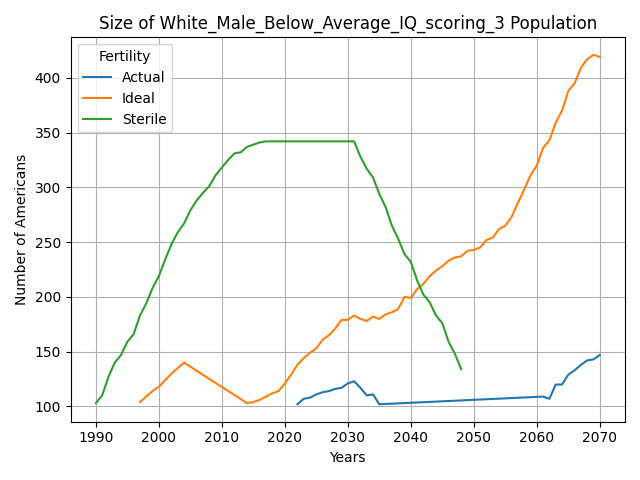 Size of White_Male_Below_Average_IQ_scoring_3 Population
Fertility
Actual
Ideal
Sterile
Number of Americans
400
350
300
250
200
150
100
1990 2000 2010 2020 2030 2040 2050 2060 2070
Years